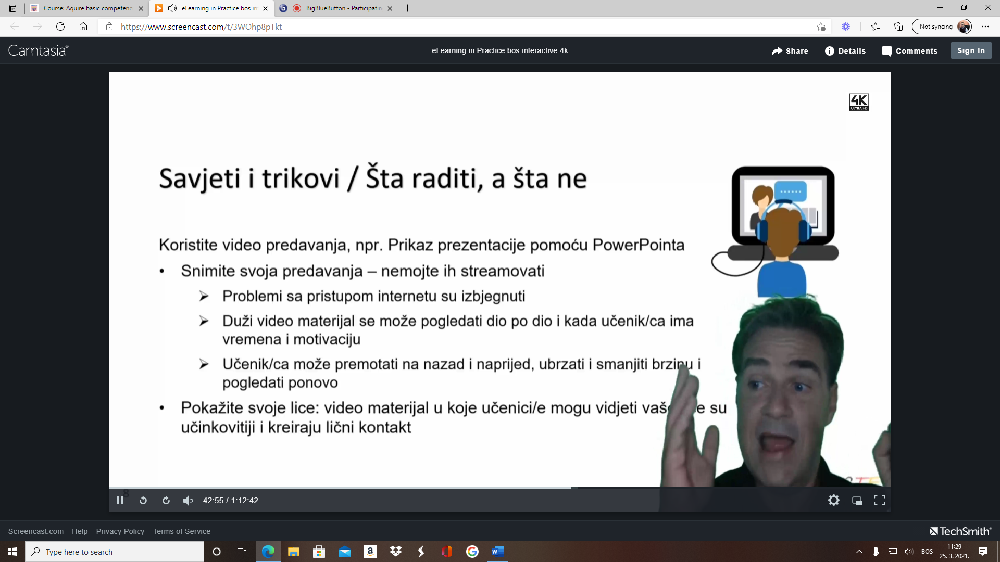 Course: Aquire basic competenci
eLearning in Practice bos in
BigBlueButton - Participatin
https://www.screencast.com/t/3WOhp8pTkt
Not syncing
Camtasia®
eLearning in Practice bos interactive 4k
Share
Details
Comments
Sign In
4K
ULTRA HD
Savjeti i trikovi / Šta raditi, a šta ne
Koristite video predavanja, npr. Prikaz prezentacije pomoću PowerPointa
• Snimite svoja predavanja – nemojte ih streamovati
➢ Problemi sa pristupom internetu su izbjegnuti
➢ Duži video materijal se može pogledati dio po dio i kada učenik/ca ima
vremena i motivaciju
➢ Učenik/ca može premotati na nazad i naprijed, ubrzati i smanjiti brzinu i
pogledati ponovo
• Pokažite svoje lice: video materijal u koje učenici/e mogu vidjeti vaše su
učinkovitiji i kreiraju lični kontakt
8
42:55 / 1:12:42
Screencast.com
Help
Privacy Policy
Terms of Service
TechSmith®
Type here to search
BOS
11:29
25. 3. 2021.